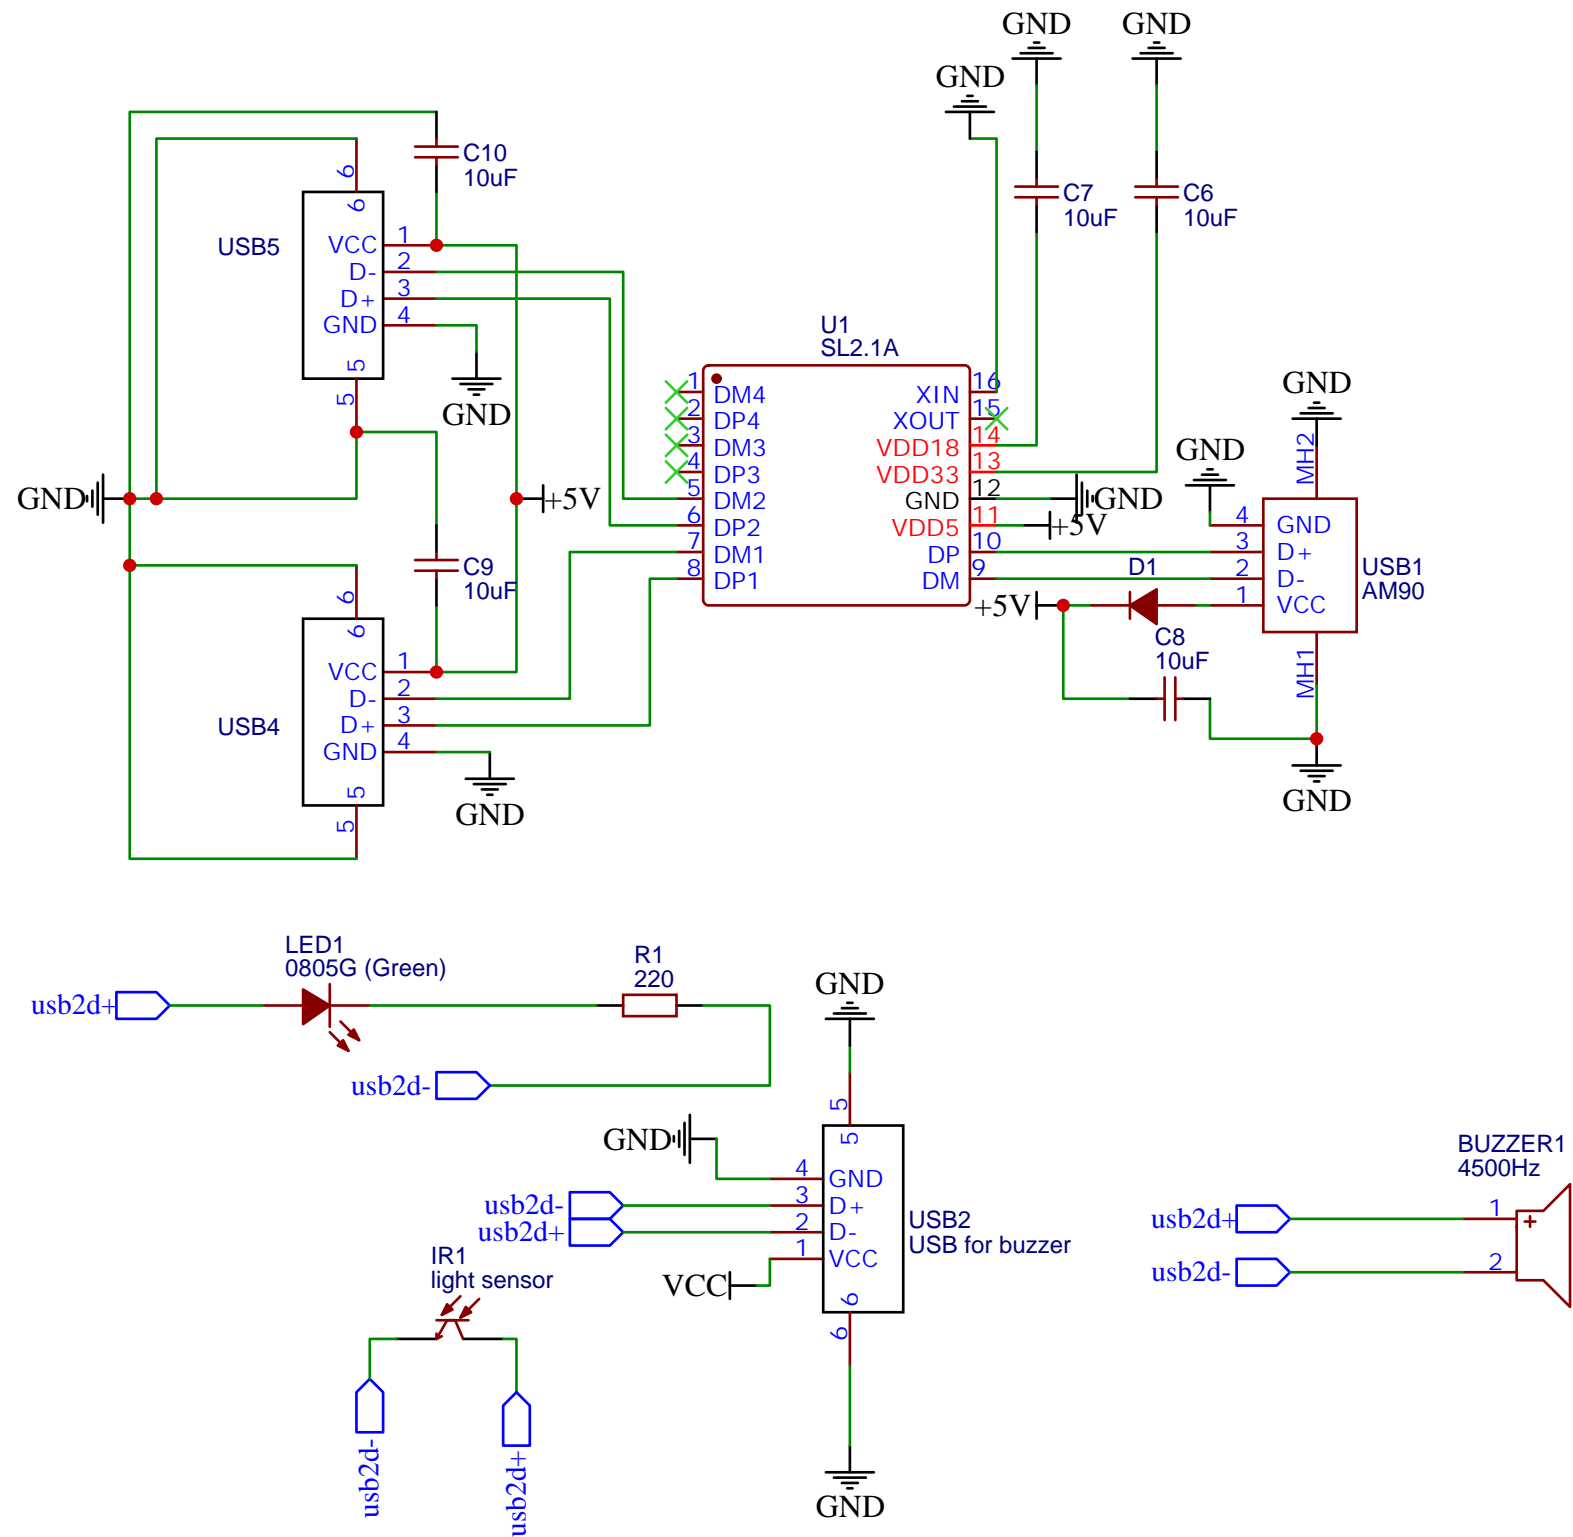 GND
GND
GND
C10
10uF
C7
10uF
C6
10uF
6
6
USB5
VCC
1
D-
2
D+
3
GND
4
5
5
GND
U1
SL2.1A
1
DM4
2
DP4
3
DM3
4
DP3
5
DM2
6
DP2
7
DM1
8
DP1
XIN
16
XOUT
15
VDD18
14
VDD33
13
GND
12
VDD5
11
DP
10
DM
9
GND
+5V
GND
+5V
GND
MH2
GND
4
GND
3
D+
2
D-
1
VCC
USB1
AM90
MH1
GND
D1
+5V
C8
10uF
C9
10uF
6
6
USB4
VCC
1
D-
2
D+
3
GND
4
5
5
GND
LED1
0805G (Green)
usb2d+
R1
220
usb2d-
GND
5
5
GND
4
GND
usb2d-
3
D+
usb2d+
2
D-
1
VCC
VCC
6
6
USB2
USB for buzzer
GND
IR1
light sensor
usb2d-
usb2d+
BUZZER1
4500Hz
usb2d+
1
+
usb2d-
2